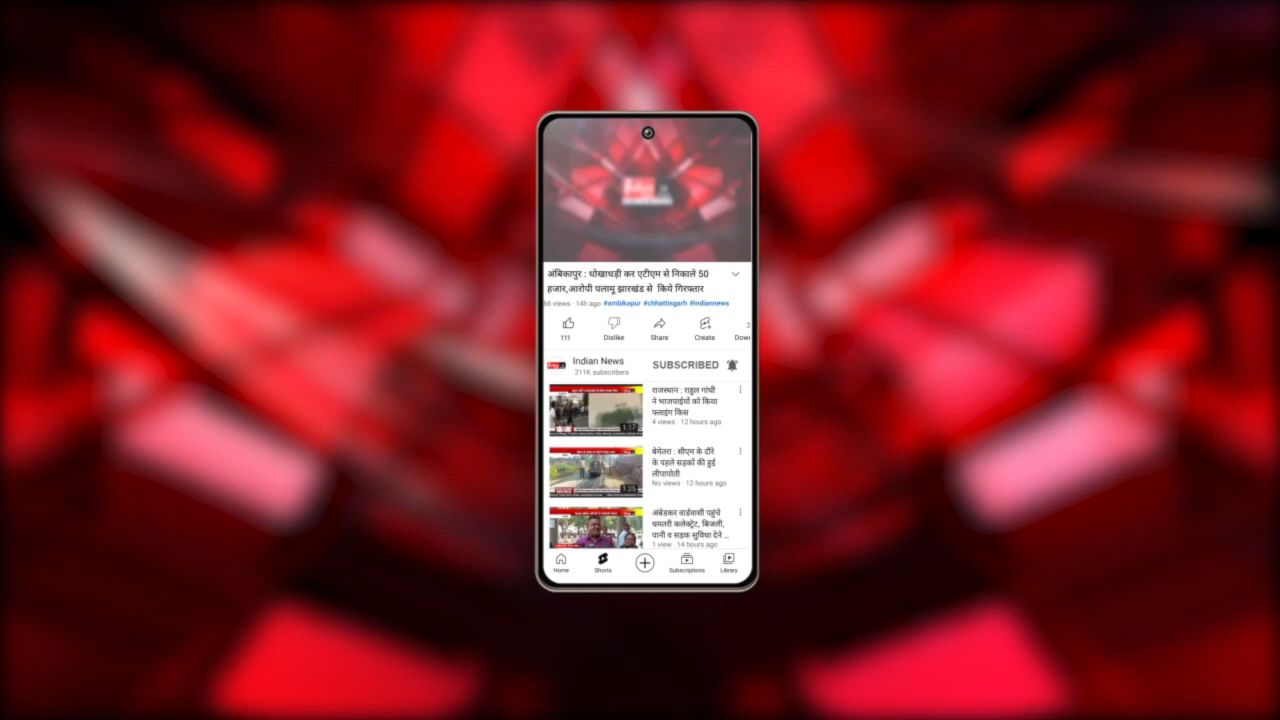 अंबिकापुर : धोखाधड़ी कर एटीएम से निकाले 50
हजार,आरोपी पलामू झारखंड से किये गिरफ्तार
66 views · 14h ago #ambikapur #chhattisgarh #indiannews
111
Dislike
Share
Create
Down
Indian News
211K subscribers
SUBSCRIBED
राजस्थान : राहुल गांधी
ने भाजपाईयों को किया
फ्लाइंग किस
4 views · 12 hours ago
1:17
बेमेतरा : सीएम के दौरे
के पहले सड़कों की हुई
लीपापोती
No views · 12 hours ago
1:25
अंबेडकर वार्डवासी पहुंचे
धमतरी कलेक्ट्रेट, बिजली,
पानी व सड़क सुविधा देने ...
1 view · 14 hours ago
Home
Shorts
Subscriptions
Library